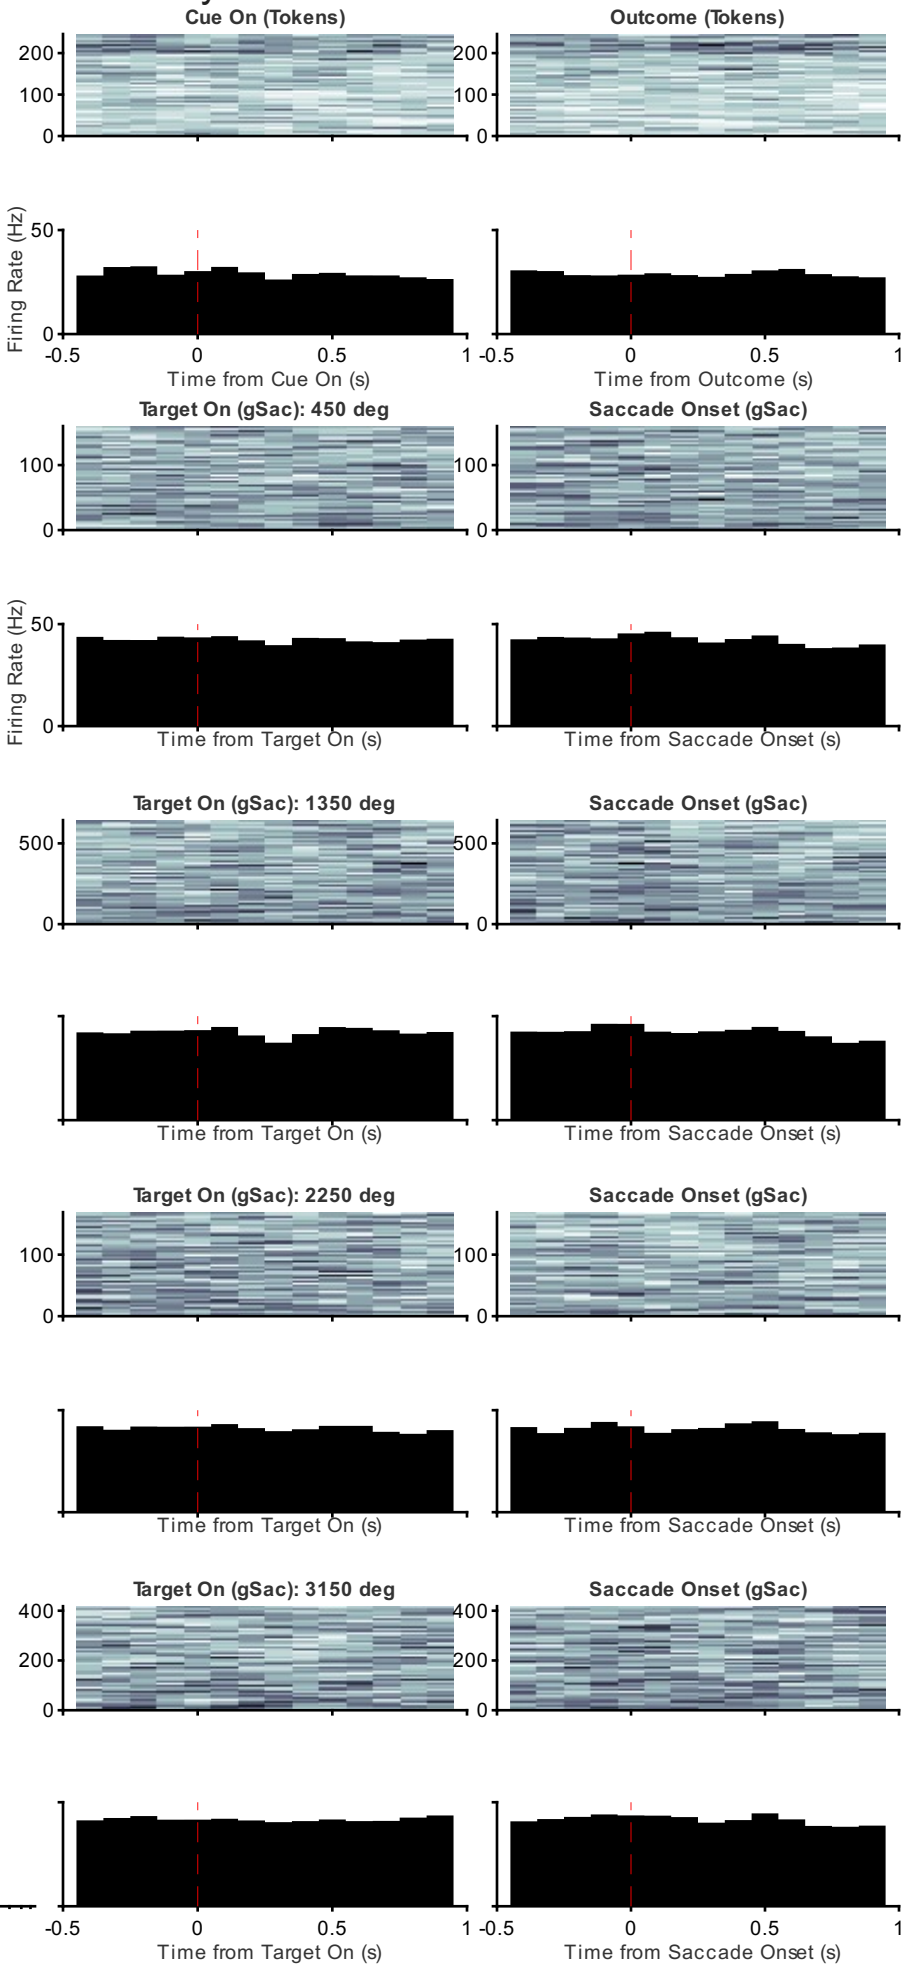 Cue On (Tokens) Outcome (Tokens)
200 200
100 100
0 0
Firing Rate (Hz)
50
0
-0.5 0 0.5 1 -0.5 0 0.5 1
Time from Cue On (s) Time from Outcome (s)
Target On (gSac): 450 deg Saccade Onset (gSac)
100 100
0 0
Firing Rate (Hz)
50
0
Time from Target On (s) Time from Saccade Onset (s)
Target On (gSac): 1350 deg Saccade Onset (gSac)
500 500
0 0
Time from Target On (s) Time from Saccade Onset (s)
Target On (gSac): 2250 deg Saccade Onset (gSac)
100 100
0 0
Time from Target On (s) Time from Saccade Onset (s)
Target On (gSac): 3150 deg Saccade Onset (gSac)
400 400
200 200
0 0
-0.5 0 0.5 1 -0.5 0 0.5 1
Time from Target On (s) Time from Saccade Onset (s)